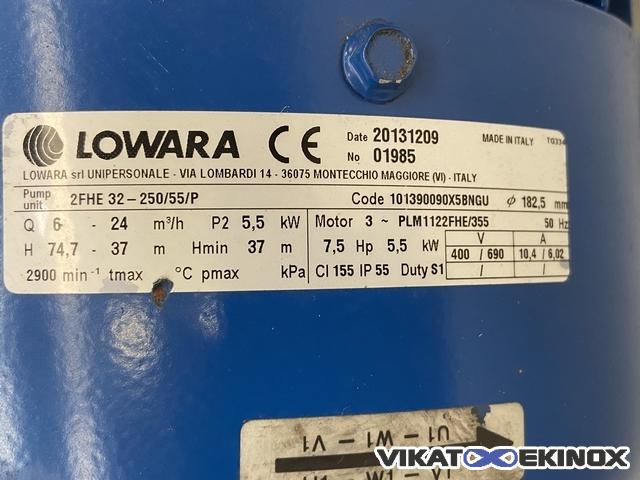 LOWARA CE Date 20131209 MADE IN ITALY
No 01985
LOWARA srl UNIPERSONALE - VIA LOMBARDI 14 - 36075 MONTECCHIO MAGGIORE (VI) - ITALY
Pump unit 2FHE 32-250/55/P Code 101390090X5BNGU ϕ 182,5 mm
Q 6 - 24 m³/h P2 5,5 kW Motor 3 ~ PLM1122FHE/355 50 Hz
H 74,7 - 37 m Hmin 37 m 7,5 Hp 5,5 kW V A
400 / 690 10,4 / 6,02
2900 min⁻¹ tmax °C pmax kPa Cl 155 IP 55 Duty S1 / /
U1 - W1 - V1
VIKATOOEKINOX